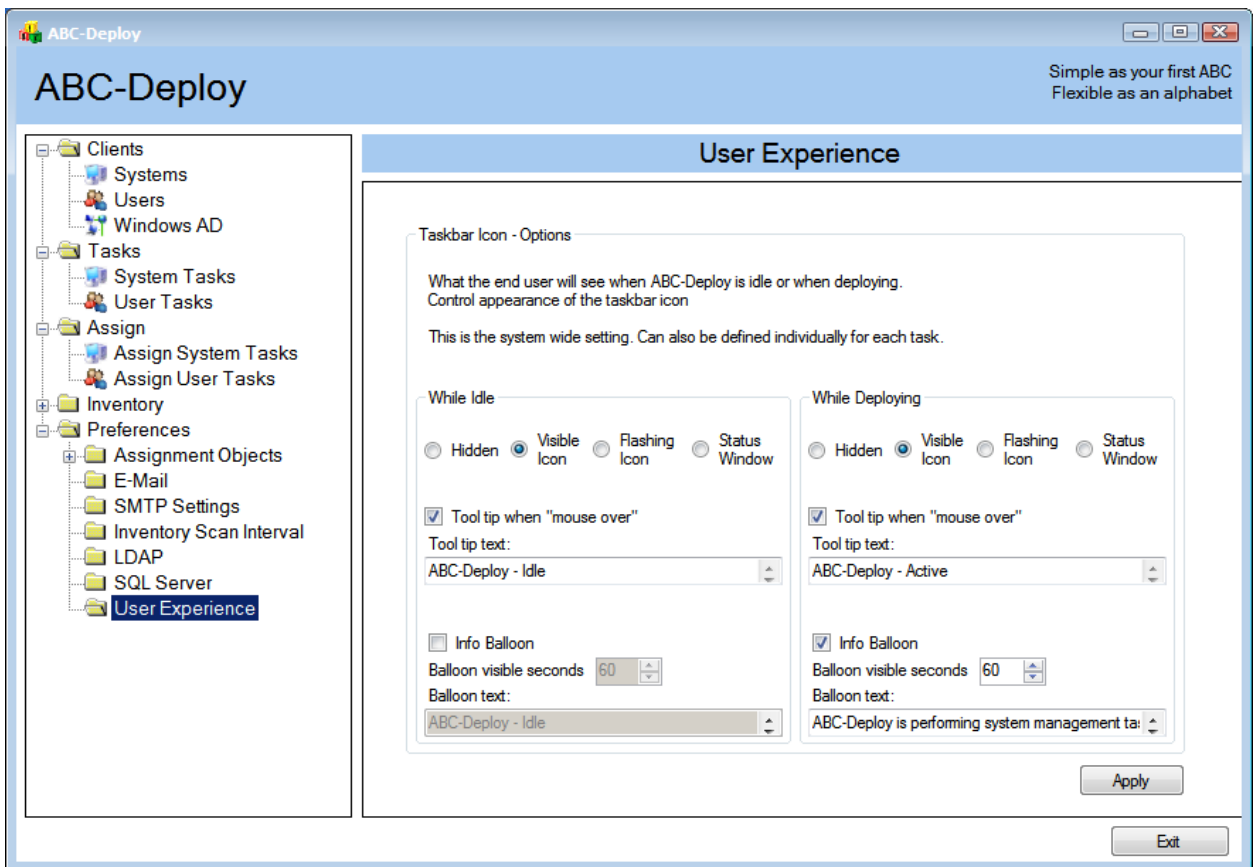 ABC-Deploy
ABC-Deploy
Simple as your first ABC
Flexible as an alphabet
Clients
Systems
Users
Windows AD
Tasks
System Tasks
User Tasks
Assign
Assign System Tasks
Assign User Tasks
Inventory
Preferences
Assignment Objects
E-Mail
SMTP Settings
Inventory Scan Interval
LDAP
SQL Server
User Experience
User Experience
Taskbar Icon - Options
What the end user will see when ABC-Deploy is idle or when deploying.
Control appearance of the taskbar icon
This is the system wide setting. Can also be defined individually for each task.
While Idle
Hidden
Visible
Icon
Flashing
Icon
Status
Window
Tool tip when "mouse over"
Tool tip text:
ABC-Deploy - Idle
Info Balloon
Balloon visible seconds 60
Balloon text:
ABC-Deploy - Idle
While Deploying
Hidden
Visible
Icon
Flashing
Icon
Status
Window
Tool tip when "mouse over"
Tool tip text:
ABC-Deploy - Active
Info Balloon
Balloon visible seconds 60
Balloon text:
ABC-Deploy is performing system management
Apply
Exit